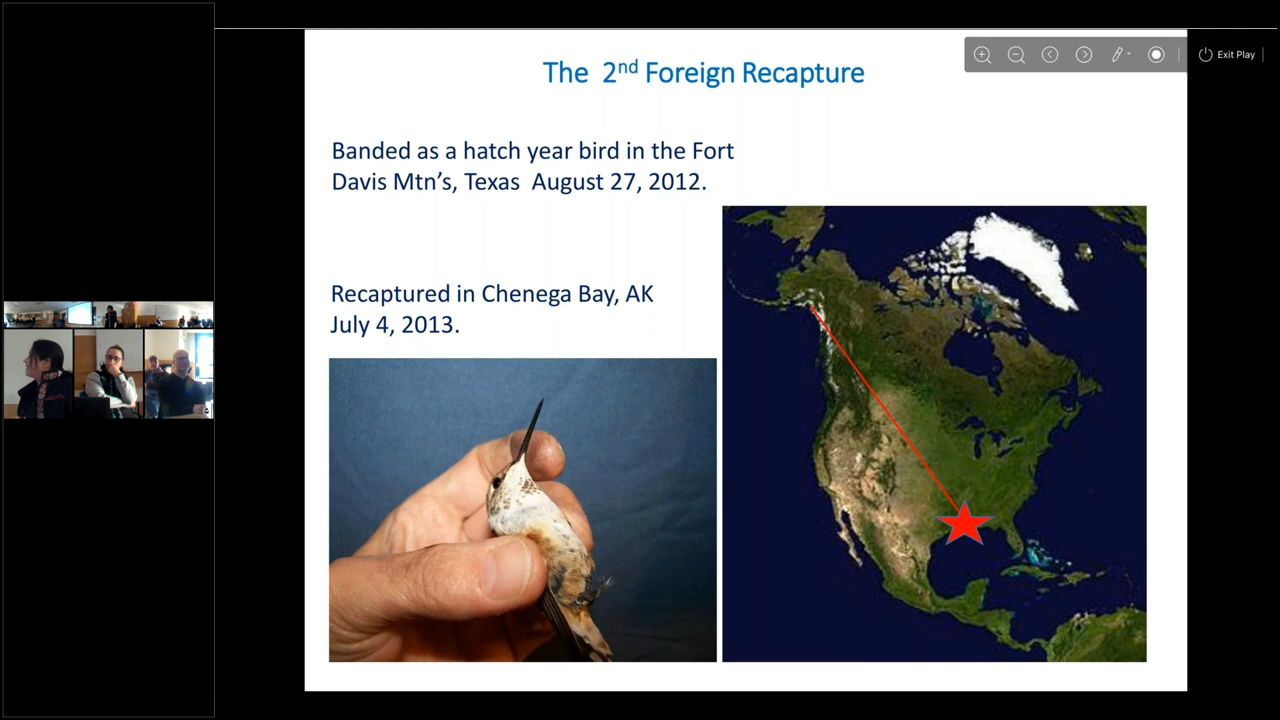 The 2nd Foreign Recapture
Exit Play
Banded as a hatch year bird in the Fort
Davis Mtn's, Texas August 27, 2012.
Recaptured in Chenega Bay, AK
July 4, 2013.